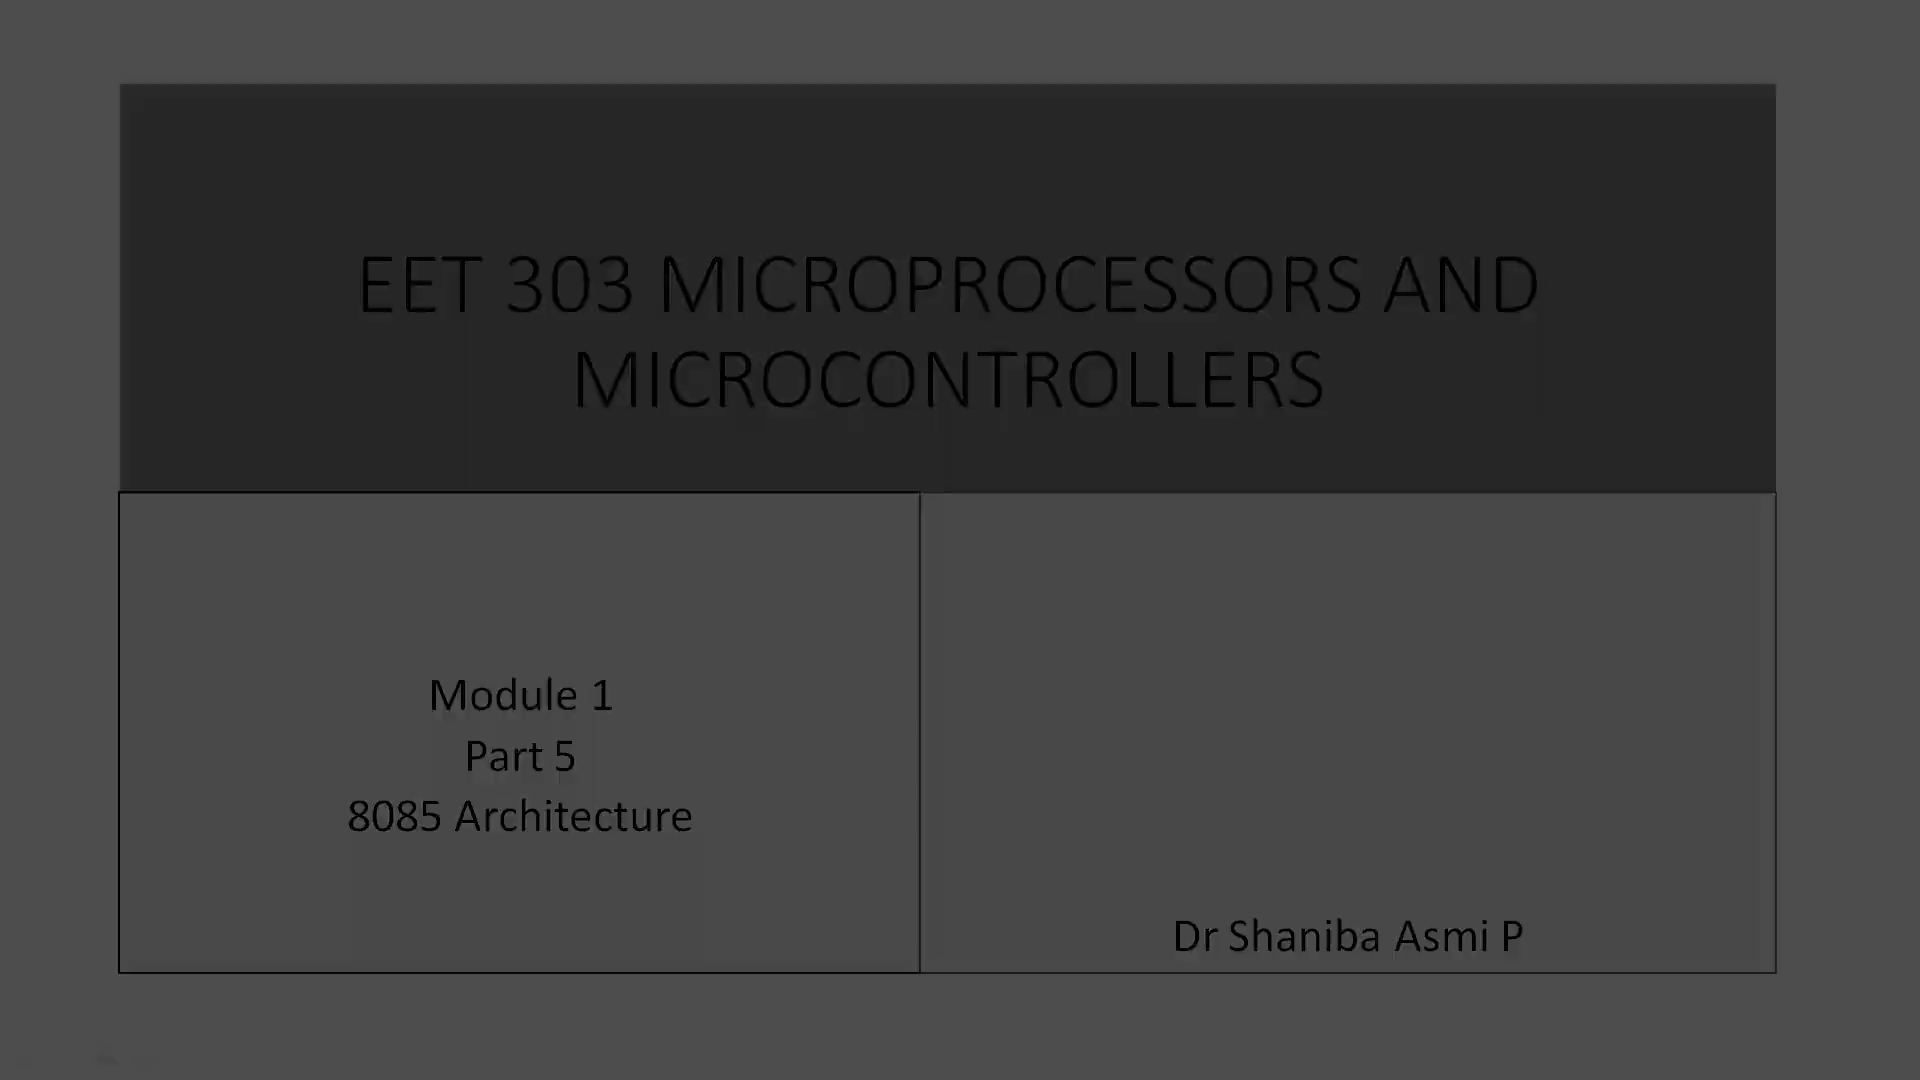 EET 303 MICROPROCESSORS AND
MICROCONTROLLERS
Module 1
Part 5
8085 Architecture
Dr Shaniba Asmi P